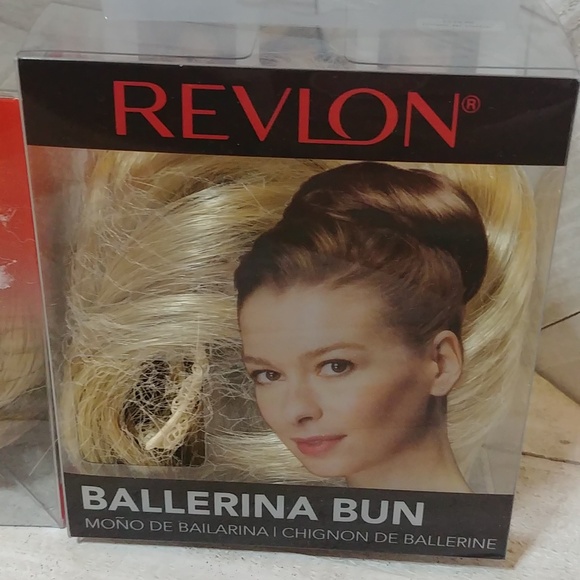 REVLON®
BALLERINA BUN
MOÑO DE BAILARINA | CHIGNON DE BALLERINE